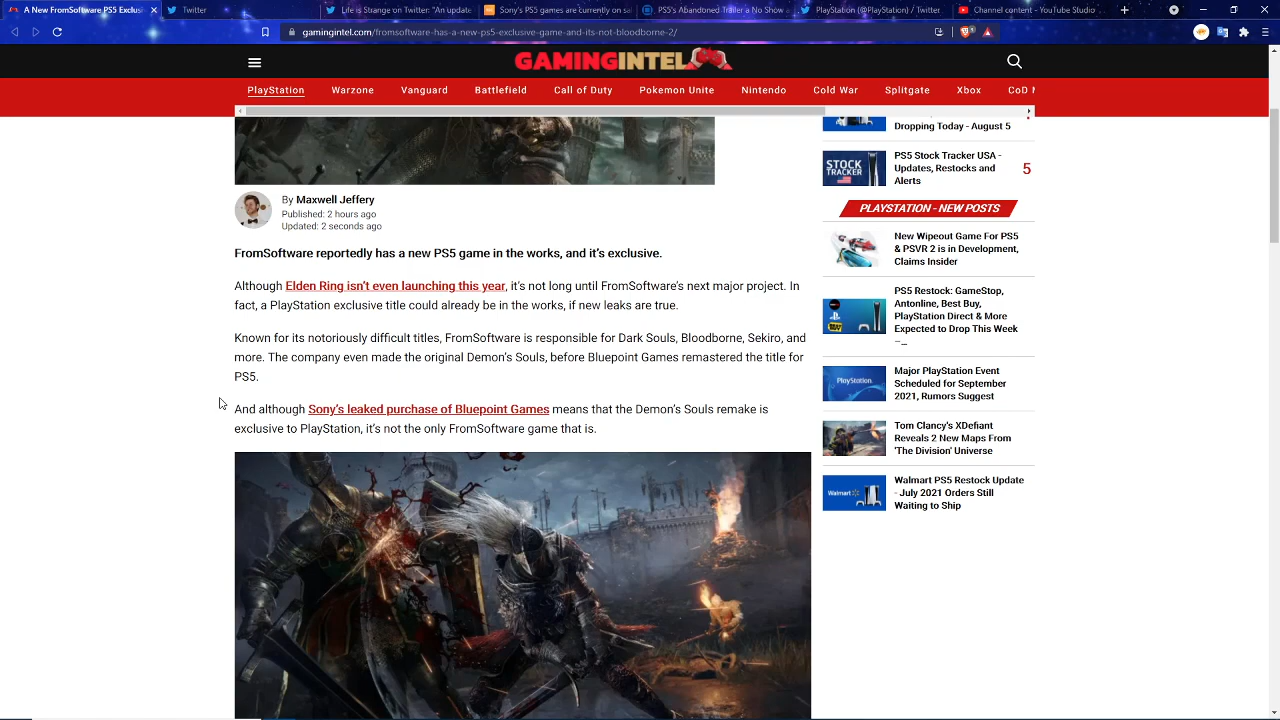 A New FromSoftware PS5 Exclus
Twitter
Life is Strange on Twitter: "An update
Sony's PS5 games are currently on sal
PS5's Abandoned Trailer a No Show
PlayStation (@PlayStation) / Twitter
Channel content - YouTube Studio
gamingintel.com/fromsoftware-has-a-new-ps5-exclusive-game-and-its-not-bloodborne-2/
GAMINGINTEL
PlayStation Warzone Vanguard Battlefield Call of Duty Pokemon Unite Nintendo Cold War Splitgate Xbox CoD
Dropping Today - August 5
STOCK TRACKER
PS5 Stock Tracker USA -
Updates, Restocks and
Alerts
5
By Maxwell Jeffery
Published: 2 hours ago
Updated: 2 seconds ago
PLAYSTATION - NEW POSTS
FromSoftware reportedly has a new PS5 game in the works, and it's exclusive.
Although Elden Ring isn't even launching this year, it's not long until FromSoftware's next major project. In
fact, a PlayStation exclusive title could already be in the works, if new leaks are true.
Known for its notoriously difficult titles, FromSoftware is responsible for Dark Souls, Bloodborne, Sekiro, and
more. The company even made the original Demon's Souls, before Bluepoint Games remastered the title for
PS5.
And although Sony's leaked purchase of Bluepoint Games means that the Demon's Souls remake is
exclusive to PlayStation, it's not the only FromSoftware game that is.
New Wipeout Game For PS5
& PSVR 2 is in Development,
Claims Insider
PS5 Restock: GameStop,
Antonline, Best Buy,
PlayStation Direct & More
Expected to Drop This Week
–...
PlayStation.
Major PlayStation Event
Scheduled for September
2021, Rumors Suggest
Tom Clancy's XDefiant
Reveals 2 New Maps From
'The Division' Universe
Walmart
Walmart PS5 Restock Update
- July 2021 Orders Still
Waiting to Ship